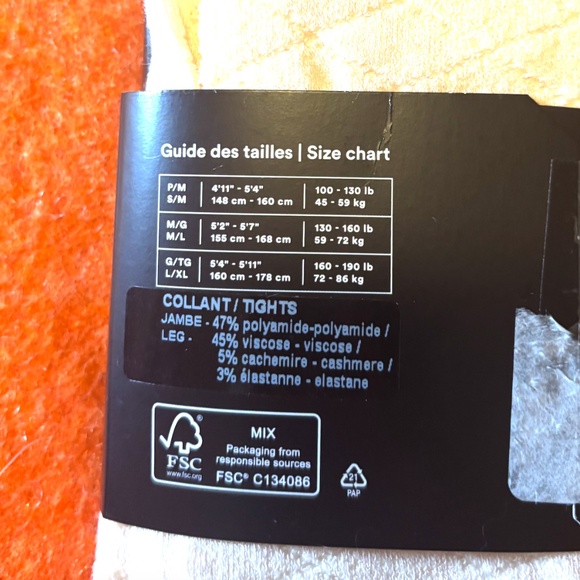 Guide des tailles | Size chart
P/M 4'11" - 5'4" 100 - 130 lb
S/M 148 cm - 160 cm 45 - 59 kg
M/G 5'2" - 5'7" 130 - 160 lb
M/L 155 cm - 168 cm 59 - 72 kg
G/TG 5'4" - 5'11" 160 - 190 lb
L/XL 160 cm - 178 cm 72 - 86 kg
COLLANT / TIGHTS
JAMBE - 47% polyamide-polyamide /
LEG - 45% viscose - viscose /
5% cachemire - cashmere /
3% élastanne - elastane
®
FSC
www.fsc.org
MIX
Packaging from
responsible sources
FSC® C134086
21
PAP